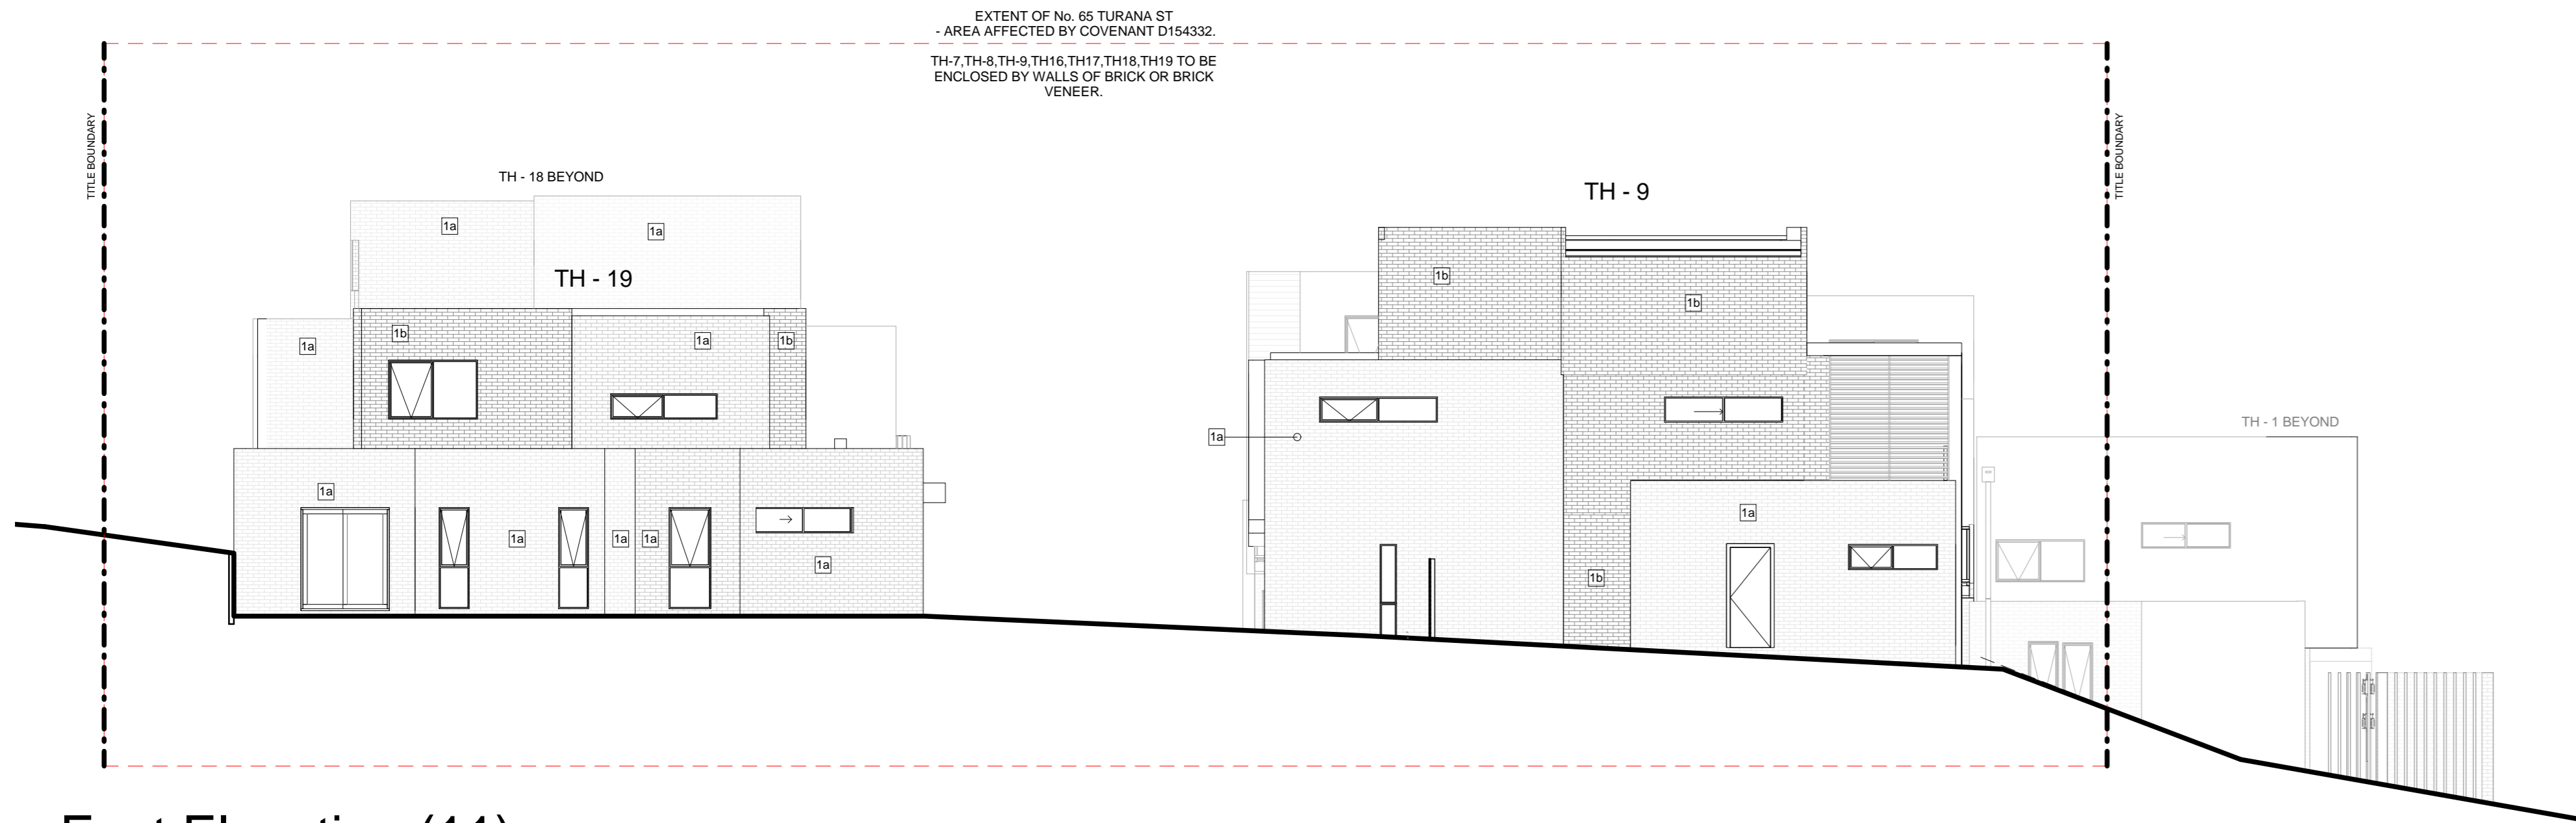 EXTENT OF No. 65 TURANA ST
- AREA AFFECTED BY COVENANT D154332.
TH-7,TH-8,TH-9,TH16,TH17,TH18,TH19 TO BE
ENCLOSED BY WALLS OF BRICK OR BRICK
VENEER.
TITLE BOUNDARY
TITLE BOUNDARY
TH - 18 BEYOND
TH - 9
1a
1a
TH - 19
1b
1b
1b
1a
1a
1b
TH - 1 BEYOND
1a
1a
1a
1a
1a
1a
1a
1b